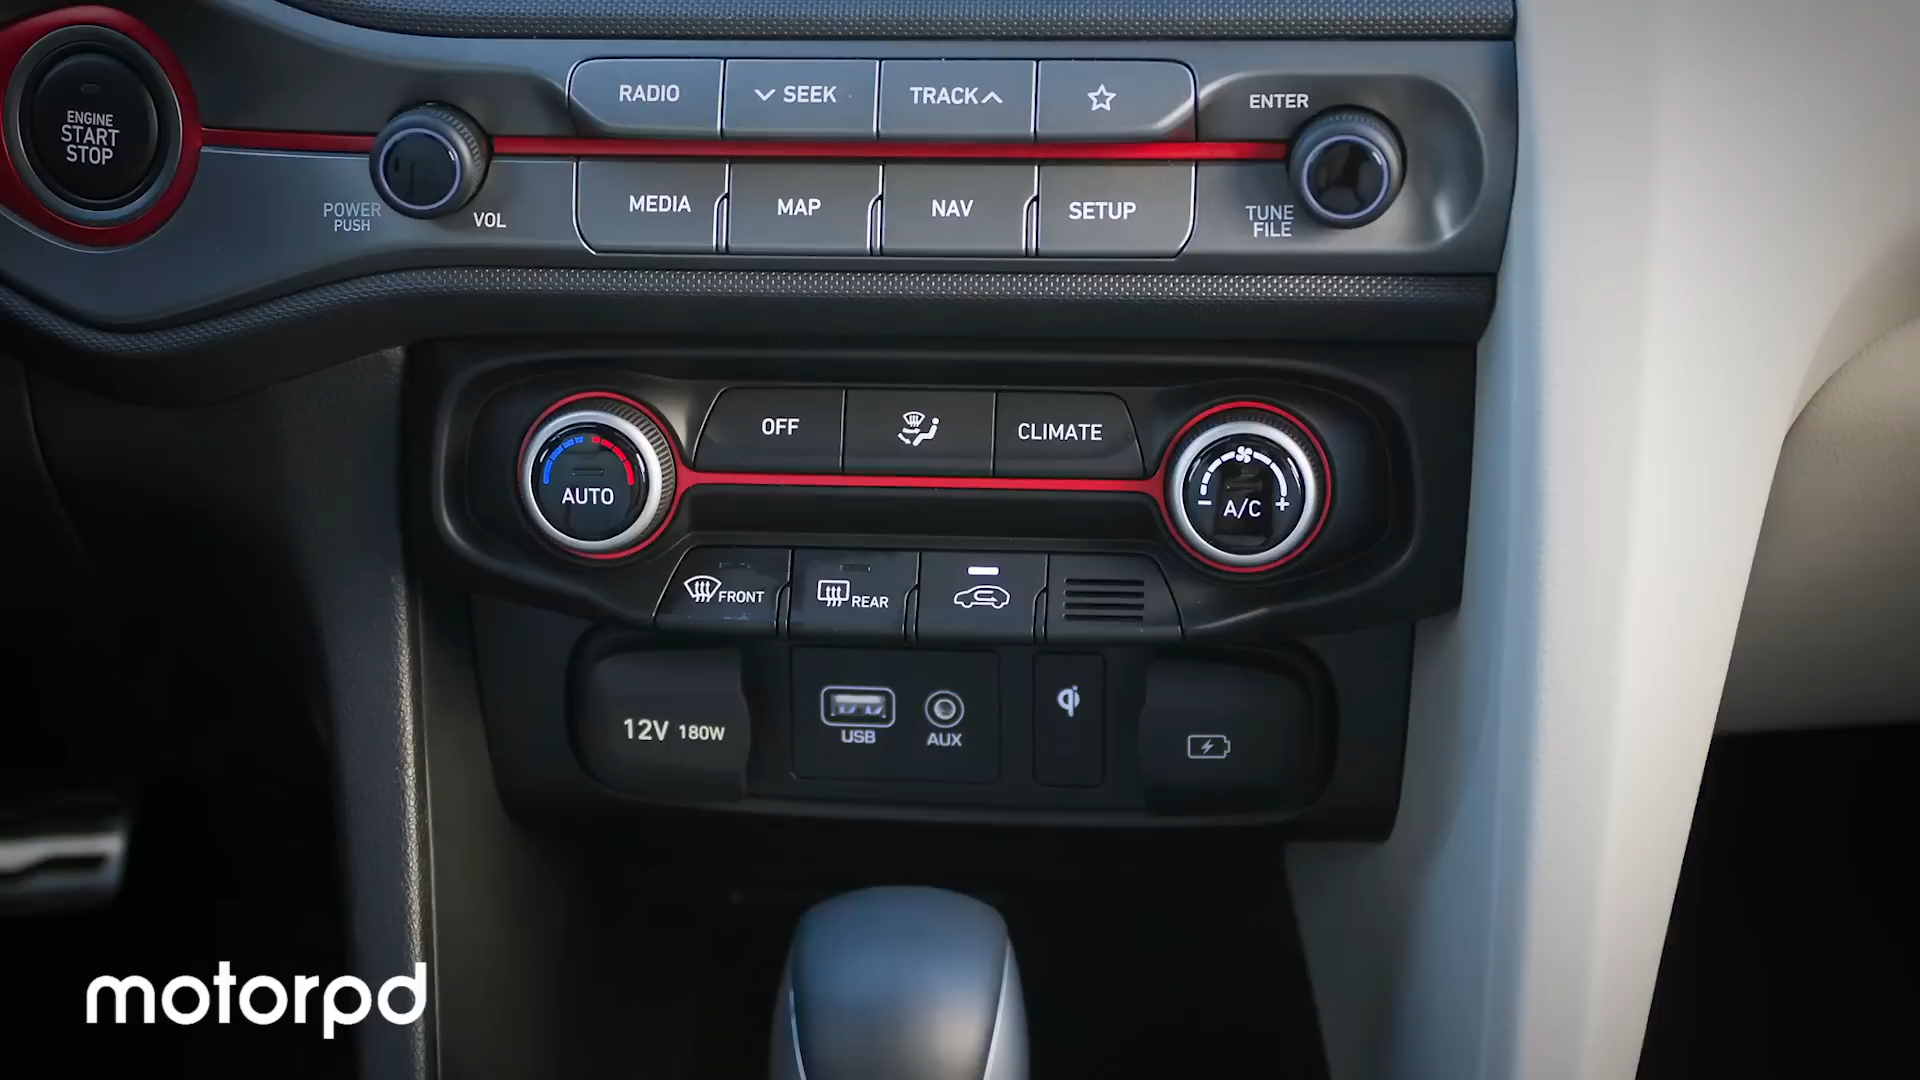 ENGINE
START
STOP
POWER
PUSH
VOL
RADIO
SEEK
TRACK
ENTER
MEDIA
MAP
NAV
SETUP
TUNE
FILE
OFF
CLIMATE
AUTO
A/C
FRONT
REAR
12V 180W
USB
AUX
qi
motorpd